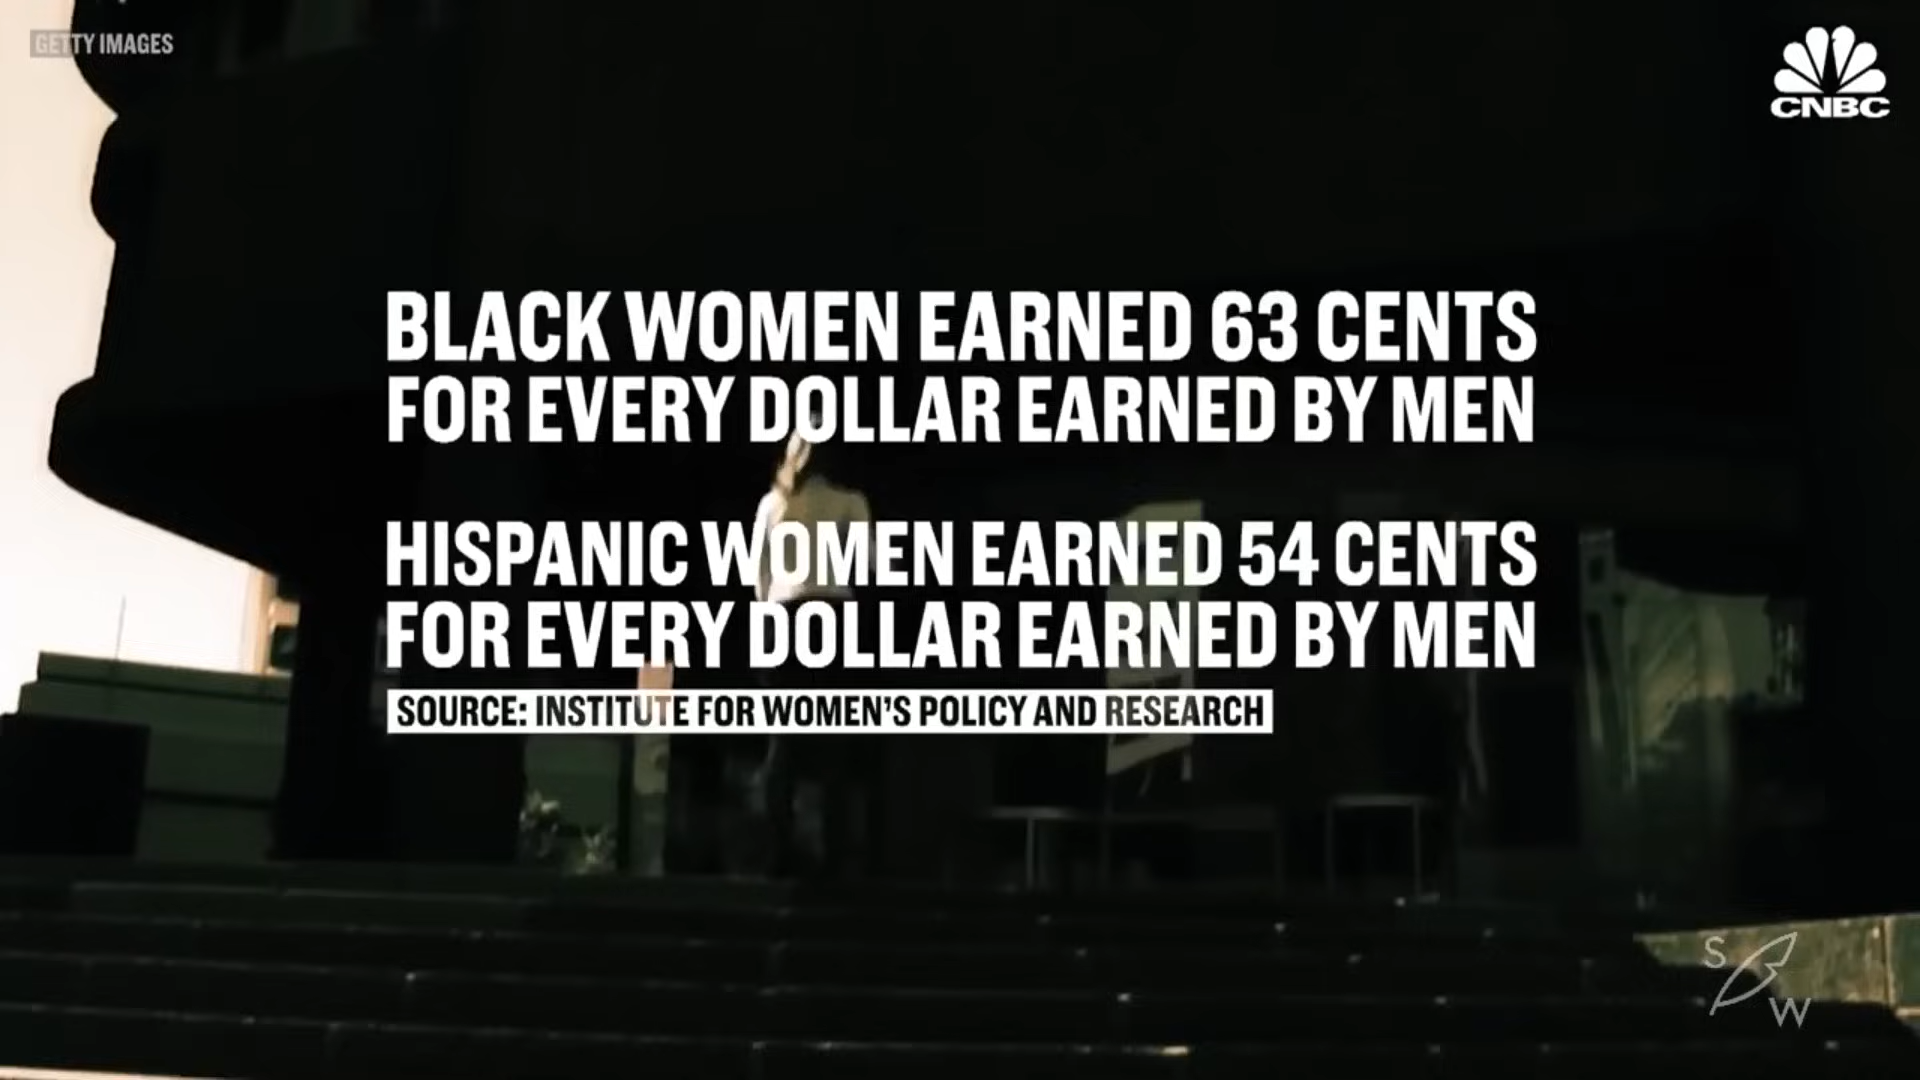 GETTY IMAGES
CNBC
BLACK WOMEN EARNED 63 CENTS
FOR EVERY DOLLAR EARNED BY MEN
HISPANIC WOMEN EARNED 54 CENTS
FOR EVERY DOLLAR EARNED BY MEN
SOURCE: INSTITUTE FOR WOMEN'S POLICY AND RESEARCH
S
W